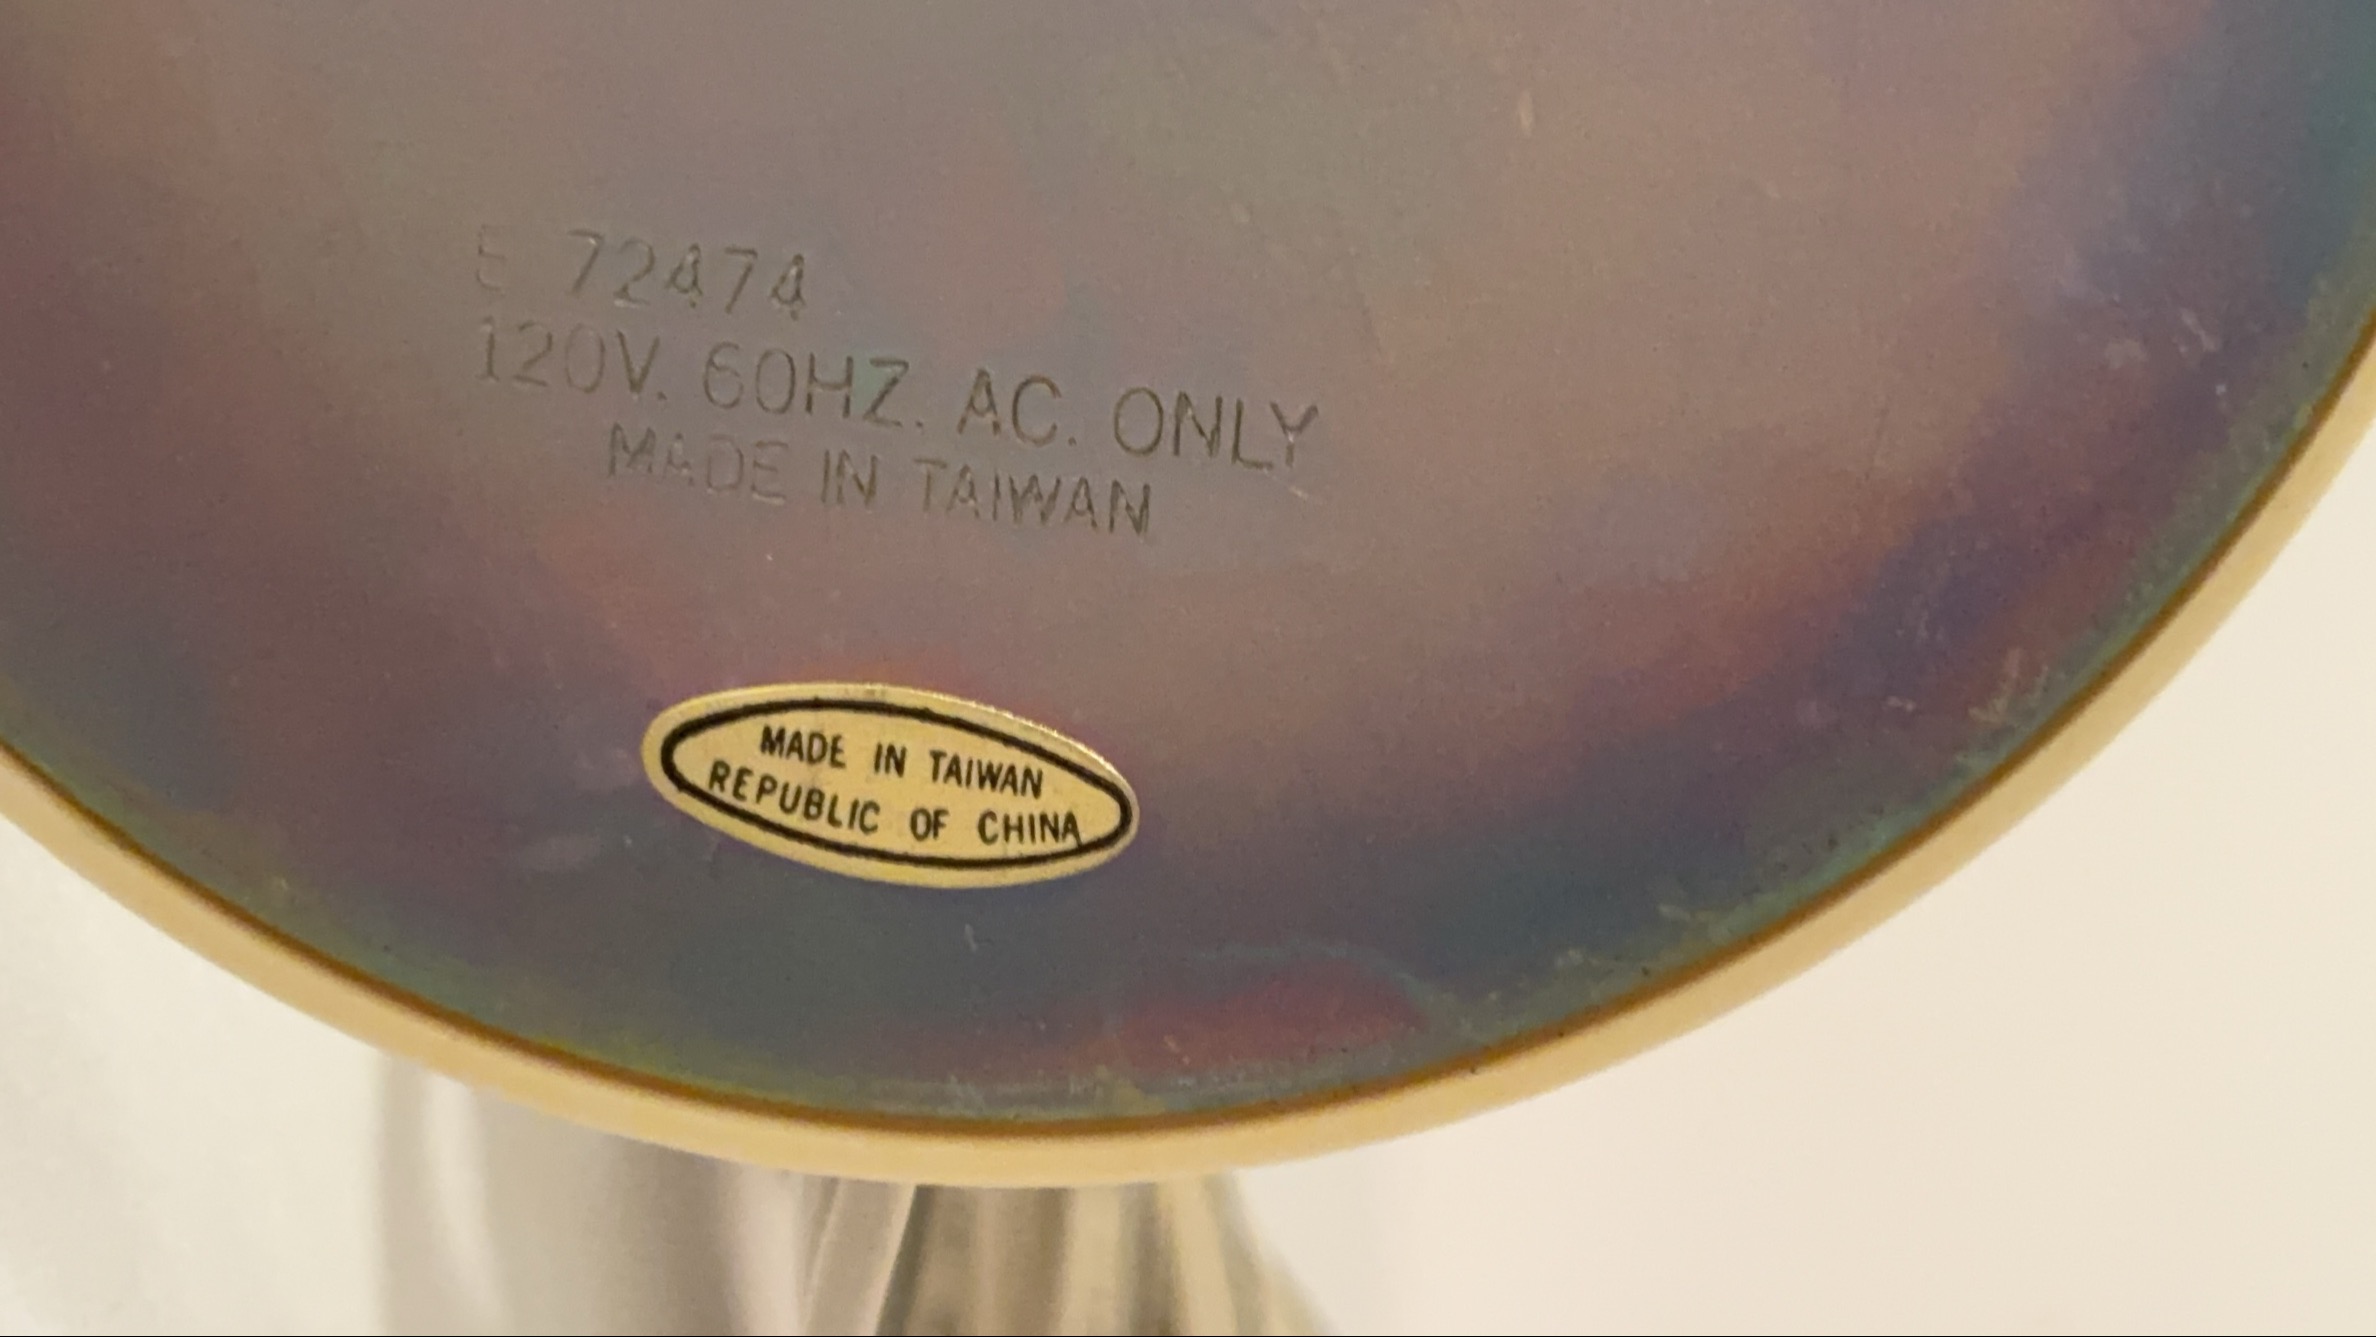 E 72474
120V. 60HZ. AC. ONLY
MADE IN TAIWAN
MADE IN TAIWAN
REPUBLIC OF CHINA